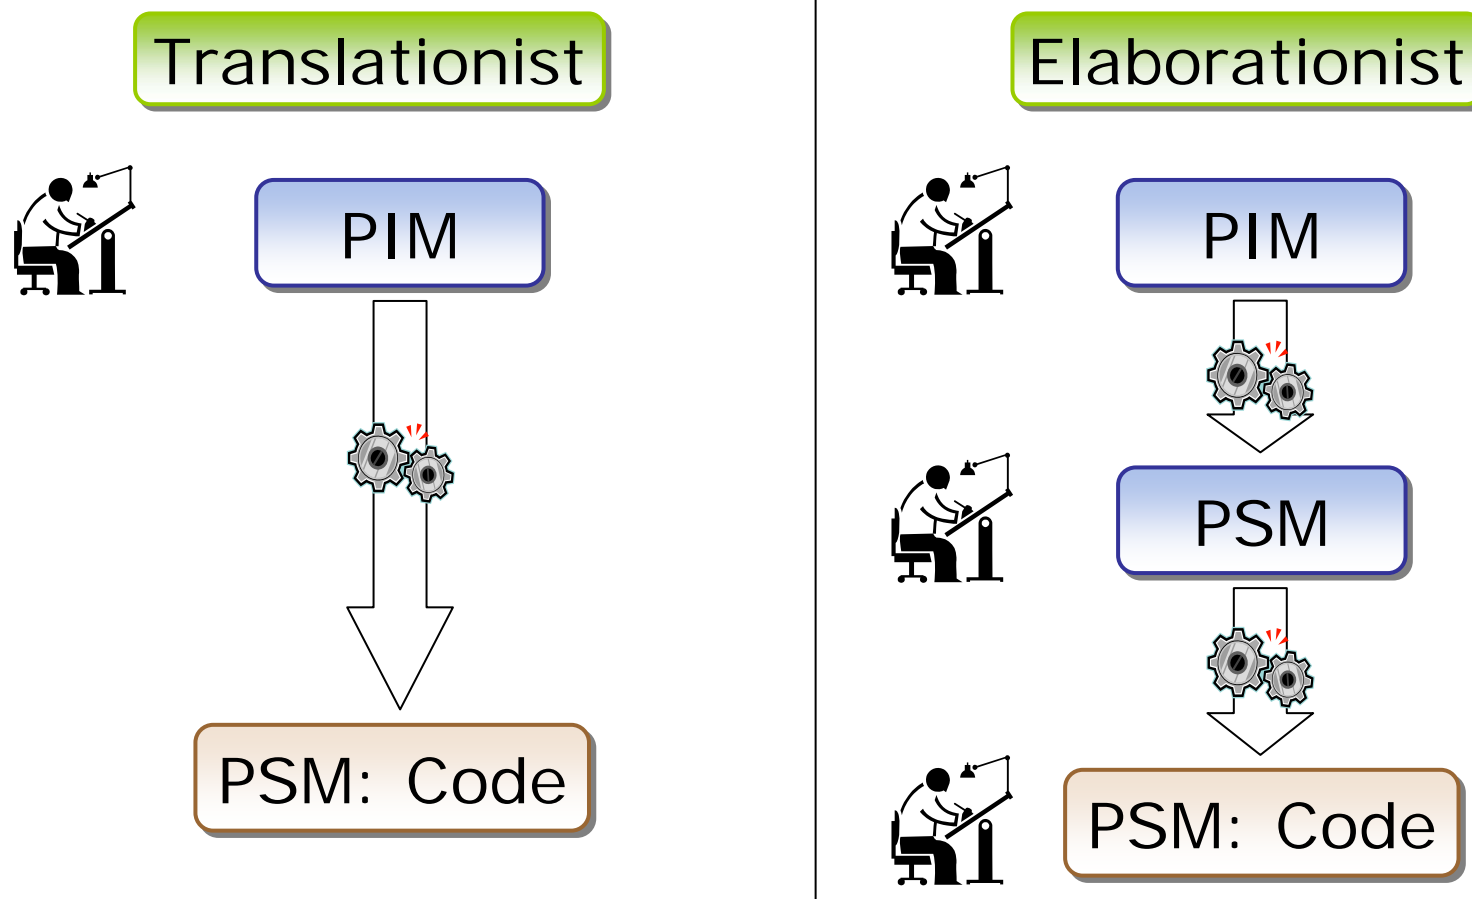 Translationist
PIM
PSM: Code
Elaborationist
PIM
PSM
PSM: Code